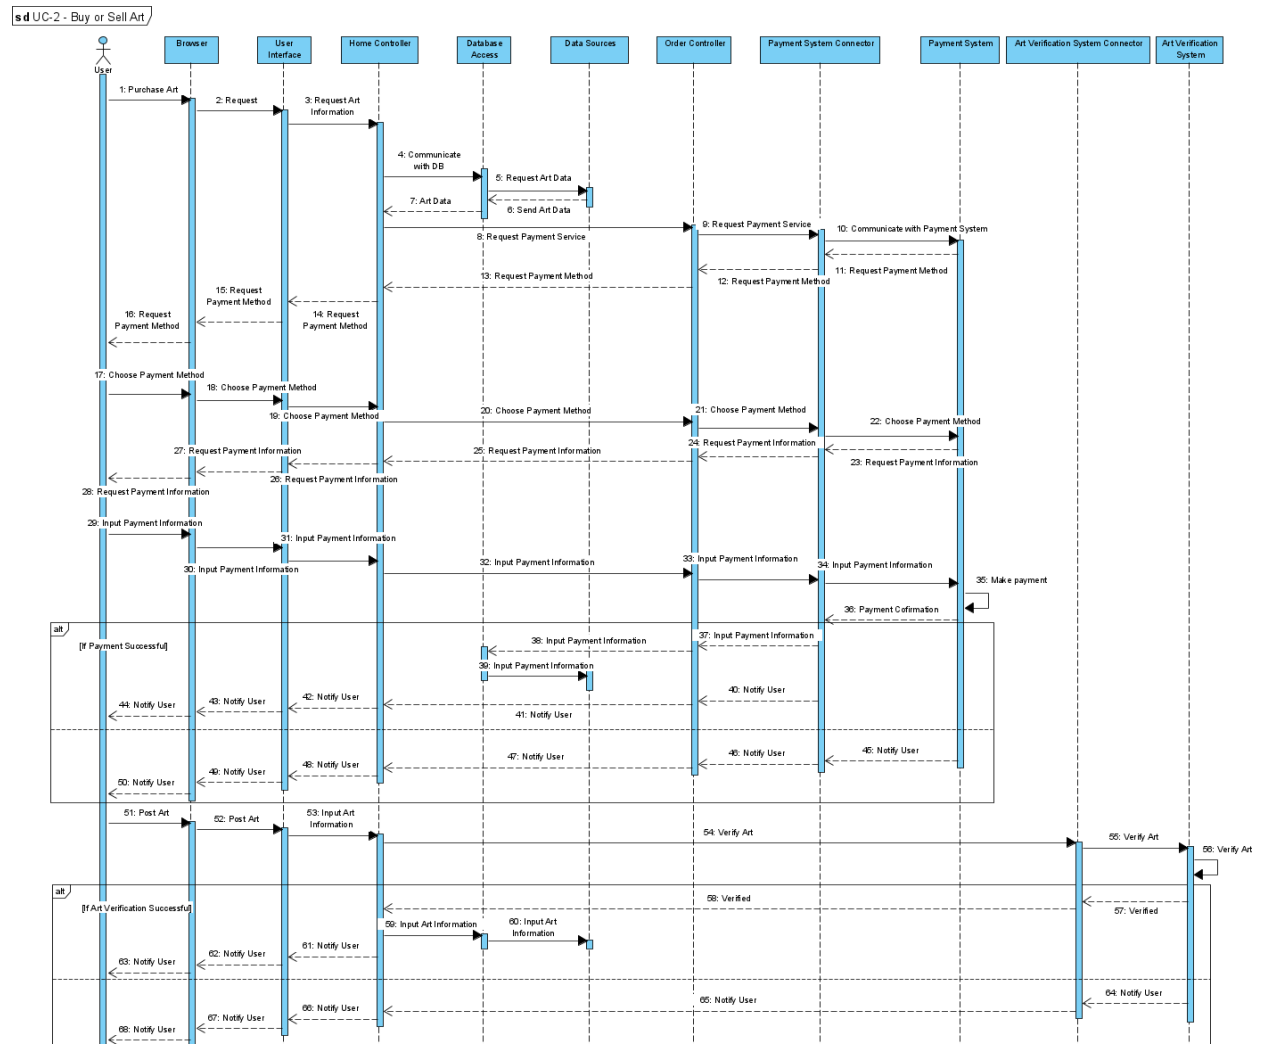 sd UC-2 - Buy or Sell Art
User
Browser
User
Interface
Home Controller
Database
Access
Data Sources
Order Controller
Payment System Connector
Payment System
Art Verification System Connector
Art Verification
System
1: Purchase Art
2: Request
3: Request Art
Information
4: Communicate
with DB
5: Request Art Data
6: Send Art Data
7: Art Data
8: Request Payment Service
9: Request Payment Service
10: Communicate with Payment System
11: Request Payment Method
12: Request Payment Method
13: Request Payment Method
14: Request
Payment Method
15: Request
Payment Method
16: Request
Payment Method
17: Choose Payment Method
18: Choose Payment Method
19: Choose Payment Method
20: Choose Payment Method
21: Choose Payment Method
22: Choose Payment Method
23: Request Payment Information
24: Request Payment Information
25: Request Payment Information
26: Request Payment Information
27: Request Payment Information
28: Request Payment Information
29: Input Payment Information
30: Input Payment Information
31: Input Payment Information
32: Input Payment Information
33: Input Payment Information
34: Input Payment Information
35: Make payment
36: Payment Cofirmation
alt
[If Payment Successful]
37: Input Payment Information
38: Input Payment Information
39: Input Payment Information
40: Notify User
41: Notify User
42: Notify User
43: Notify User
44: Notify User
45: Notify User
46: Notify User
47: Notify User
48: Notify User
49: Notify User
50: Notify User
51: Post Art
52: Post Art
53: Input Art
Information
54: Verify Art
55: Verify Art
56: Verify Art
alt
[If Art Verification Successful]
57: Verified
58: Verified
59: Input Art Information
60: Input Art
Information
61: Notify User
62: Notify User
63: Notify User
64: Notify User
65: Notify User
66: Notify User
67: Notify User
68: Notify User